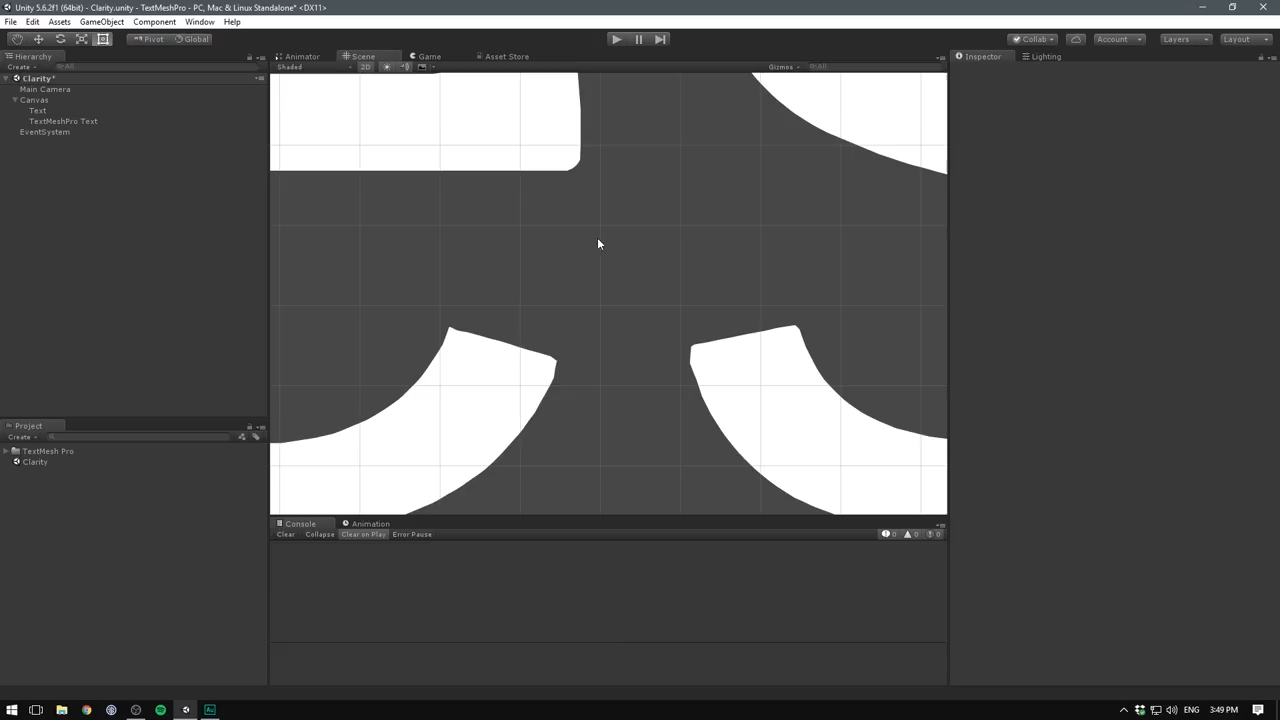 Unity 5.6.2f1 (64bit) - Clarity.unity - TextMeshPro - PC, Mac & Linux Standalone* <DX11>
File Edit Assets GameObject Component Window Help
Pivot Global Collab Account Layers Layout
Hierarchy Animator Scene Game Asset Store Inspector Lighting
Create All Shaded 2D Gizmos All
Clarity*
Main Camera
Canvas
Text
TextMeshPro Text
EventSystem
Project
Create
TextMesh Pro
Clarity
Console Animation
Clear Collapse Clear on Play Error Pause 0 0 0
ENG 3:49 PM